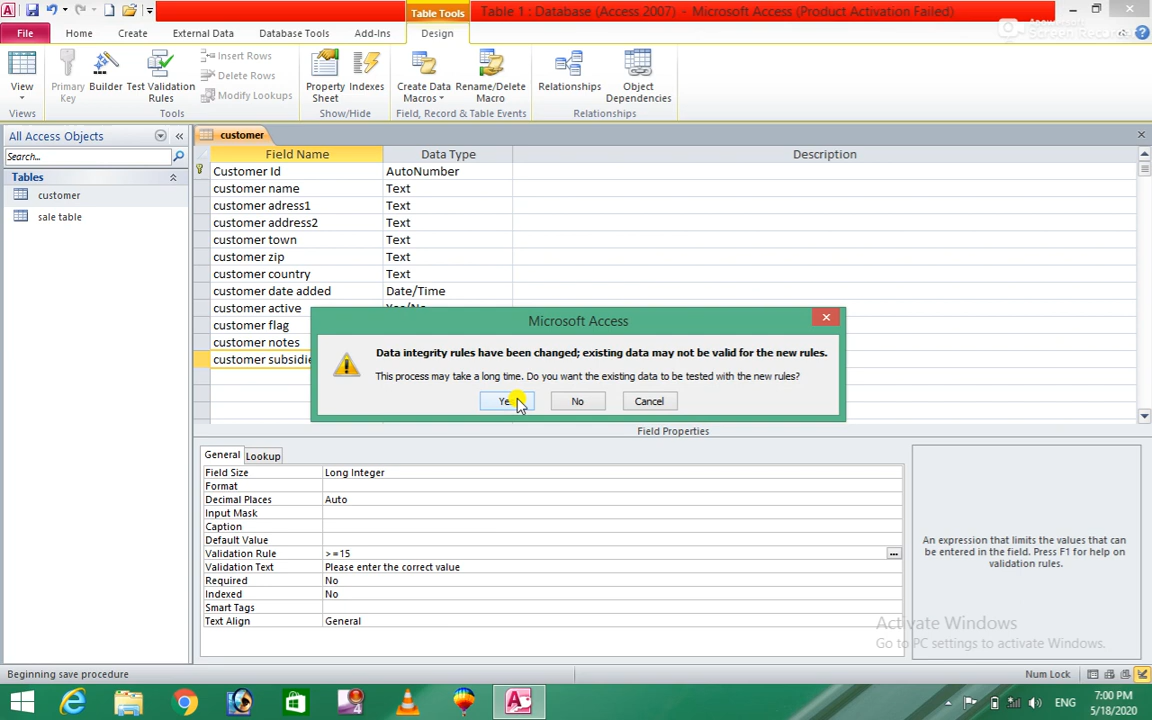 Table Tools
Table 1 : Database (Access 2007) - Microsoft Access (Product Activation Failed)
File Home Create External Data Database Tools Add-Ins Design
View
Primary Key
Builder
Test Validation Rules
Insert Rows
Delete Rows
Modify Lookups
Property Sheet
Indexes
Create Data Macros
Rename/Delete Macro
Relationships
Object Dependencies
Views Tools Show/Hide Field, Record & Table Events Relationships
All Access Objects
Search...
Tables
customer
sale table
customer
Field Name Data Type Description
Customer Id AutoNumber
customer name Text
customer adress1 Text
customer address2 Text
customer town Text
customer zip Text
customer country Text
customer date added Date/Time
customer active Yes/No
customer flag
customer notes
customer subsidie
Microsoft Access
Data integrity rules have been changed; existing data may not be valid for the new rules.
This process may take a long time. Do you want the existing data to be tested with the new rules?
Yes No Cancel
Field Properties
General Lookup
Field Size Long Integer
Format
Decimal Places Auto
Input Mask
Caption
Default Value
Validation Rule >=15
Validation Text Please enter the correct value
Required No
Indexed No
Smart Tags
Text Align General
An expression that limits the values that can
be entered in the field. Press F1 for help on
validation rules.
Activate Windows
Go to PC settings to activate Windows.
Beginning save procedure
Num Lock
ENG
7:00 PM
5/18/2020